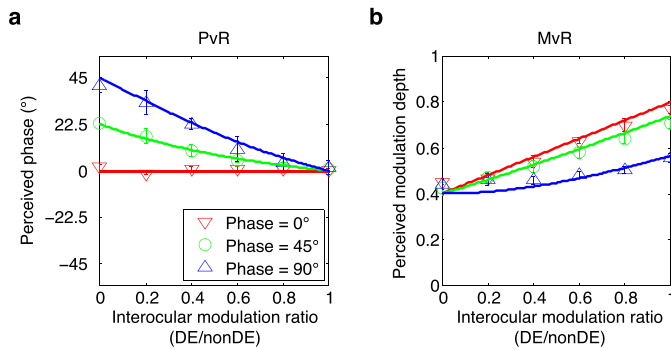 a
PvR
Perceived phase (°)
45
22.5
0
−22.5
−45
Phase = 0°
Phase = 45°
Phase = 90°
0 0.2 0.4 0.6 0.8 1
Interocular modulation ratio
(DE/nonDE)
b
MvR
Perceived modulation depth
1
0.8
0.6
0.4
0.2
0
0 0.2 0.4 0.6 0.8 1
Interocular modulation ratio
(DE/nonDE)